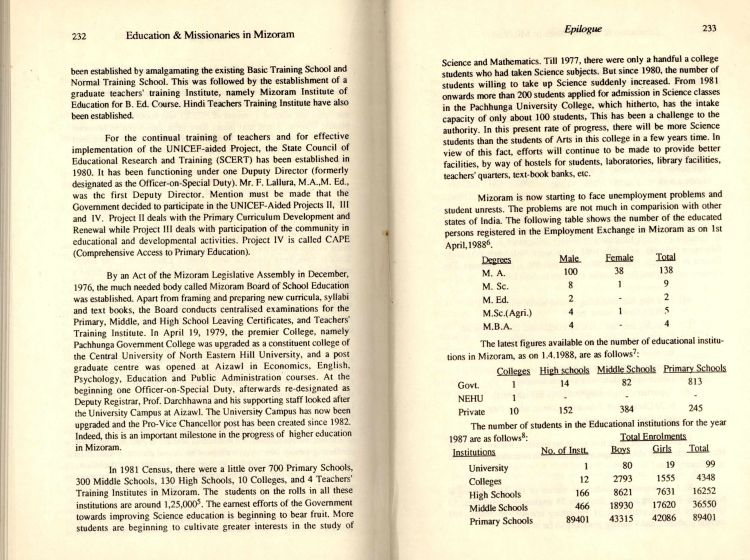 232 Education & Missionaries in Mizoram
been established by amalgamating the existing Basic Training School and
Normal Training School. This was followed by the establishment of a
graduate teachers' training Institute, namely Mizoram Institute of
Education for B. Ed. Course. Hindi Teachers Training Institute have also
been established.
For the continual training of teachers and for effective
implementation of the UNICEF-aided Project, the State Council of
Educational Research and Training (SCERT) has been established in
1980. It has been functioning under one Duputy Director (formerly
designated as the Officer-on-Special Duty). Mr. F. Lallura, M.A.,M. Ed.,
was the first Deputy Director. Mention must be made that the
Government decided to participate in the UNICEF-Aided Projects II, III
and IV. Project II deals with the Primary Curriculum Development and
Renewal while Project III deals with participation of the community in
educational and developmental activities. Project IV is called CAPE
(Comprehensive Access to Primary Education).
By an Act of the Mizoram Legislative Assembly in December,
1976, the much needed body called Mizoram Board of School Education
was established. Apart from framing and preparing new curricula, syllabi
and text books, the Board conducts centralised examinations for the
Primary, Middle, and High School Leaving Certificates, and Teachers'
Training Institute. In April 19, 1979, the premier College, namely
Pachhunga Government College was upgraded as a constituent college of
the Central University of North Eastern Hill University, and a post
graduate centre was opened at Aizawl in Economics, English,
Psychology, Education and Public Administration courses. At the
beginning one Officer-on-Special Duty, afterwards re-designated as
Deputy Registrar, Prof. Darchhawna and his supporting staff looked after
the University Campus at Aizawl. The University Campus has now been
upgraded and the Pro-Vice Chancellor post has been created since 1982.
Indeed, this is an important milestone in the progress of higher education
in Mizoram.
In 1981 Census, there were a little over 700 Primary Schools,
300 Middle Schools, 130 High Schools, 10 Colleges, and 4 Teachers'
Training Institutes in Mizoram. The students on the rolls in all these
institutions are around 1,25,000⁵. The earnest efforts of the Government
towards improving Science education is beginning to bear fruit. More
students are beginning to cultivate greater interests in the study of
Epilogue 233
Science and Mathematics. Till 1977, there were only a handful a college
students who had taken Science subjects. But since 1980, the number of
students willing to take up Science suddenly increased. From 1981
onwards more than 200 students applied for admission in Science classes
in the Pachhunga University College, which hitherto, has the intake
capacity of only about 100 students, This has been a challenge to the
authority. In this present rate of progress, there will be more Science
students than the students of Arts in this college in a few years time. In
view of this fact, efforts will continue to be made to provide better
facilities, by way of hostels for students, laboratories, library facilities,
teachers' quarters, text-book banks, etc.
Mizoram is now starting to face unemployment problems and
student unrests. The problems are not much in comparision with other
states of India. The following table shows the number of the educated
persons registered in the Employment Exchange in Mizoram as on 1st
April,1988⁶.
Degrees Male Female Total
M. A. 100 38 138
M. Sc. 8 1 9
M. Ed. 2 - 2
M.Sc.(Agri.) 4 1 5
M.B.A. 4 - 4
The latest figures available on the number of educational institu-
tions in Mizoram, as on 1.4.1988, are as follows⁷:
Colleges High schools Middle Schools Primary Schools
Govt. 1 14 82 813
NEHU 1 - - -
Private 10 152 384 245
The number of students in the Educational institutions for the year
1987 are as follows⁸: Total Enrolments
Institutions No. of Instt. Boys Girls Total
University 1 80 19 99
Colleges 12 2793 1555 4348
High Schools 166 8621 7631 16252
Middle Schools 466 18930 17620 36550
Primary Schools 89401 43315 42086 89401